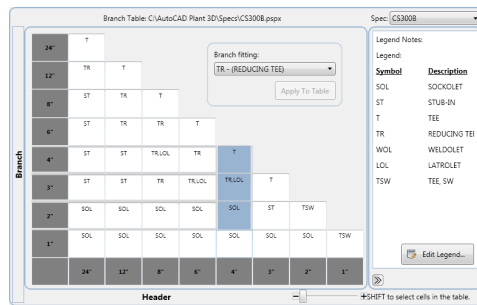 Branch Table: C:\AutoCAD Plant 3D\Specs\CS300B.pspx
Spec: CS300B
24" T
12" TR T
8" ST TR T
6" ST TR TR T
4" ST ST TR,LOL TR T
3" ST ST TR TR,LOL TR,LOL T
2" SOL SOL SOL SOL SOL ST TSW
1" SOL SOL SOL SOL SOL SOL SOL TSW
24" 12" 8" 6" 4" 3" 2" 1"
Branch
Header
Branch fitting:
TR - (REDUCING TEE)
Apply To Table
Legend Notes:
Legend:
Symbol Description
SOL SOCKOLET
ST STUB-IN
T TEE
TR REDUCING TEI
WOL WELDOLET
LOL LATROLET
TSW TEE, SW
Edit Legend...
SHIFT to select cells in the table.